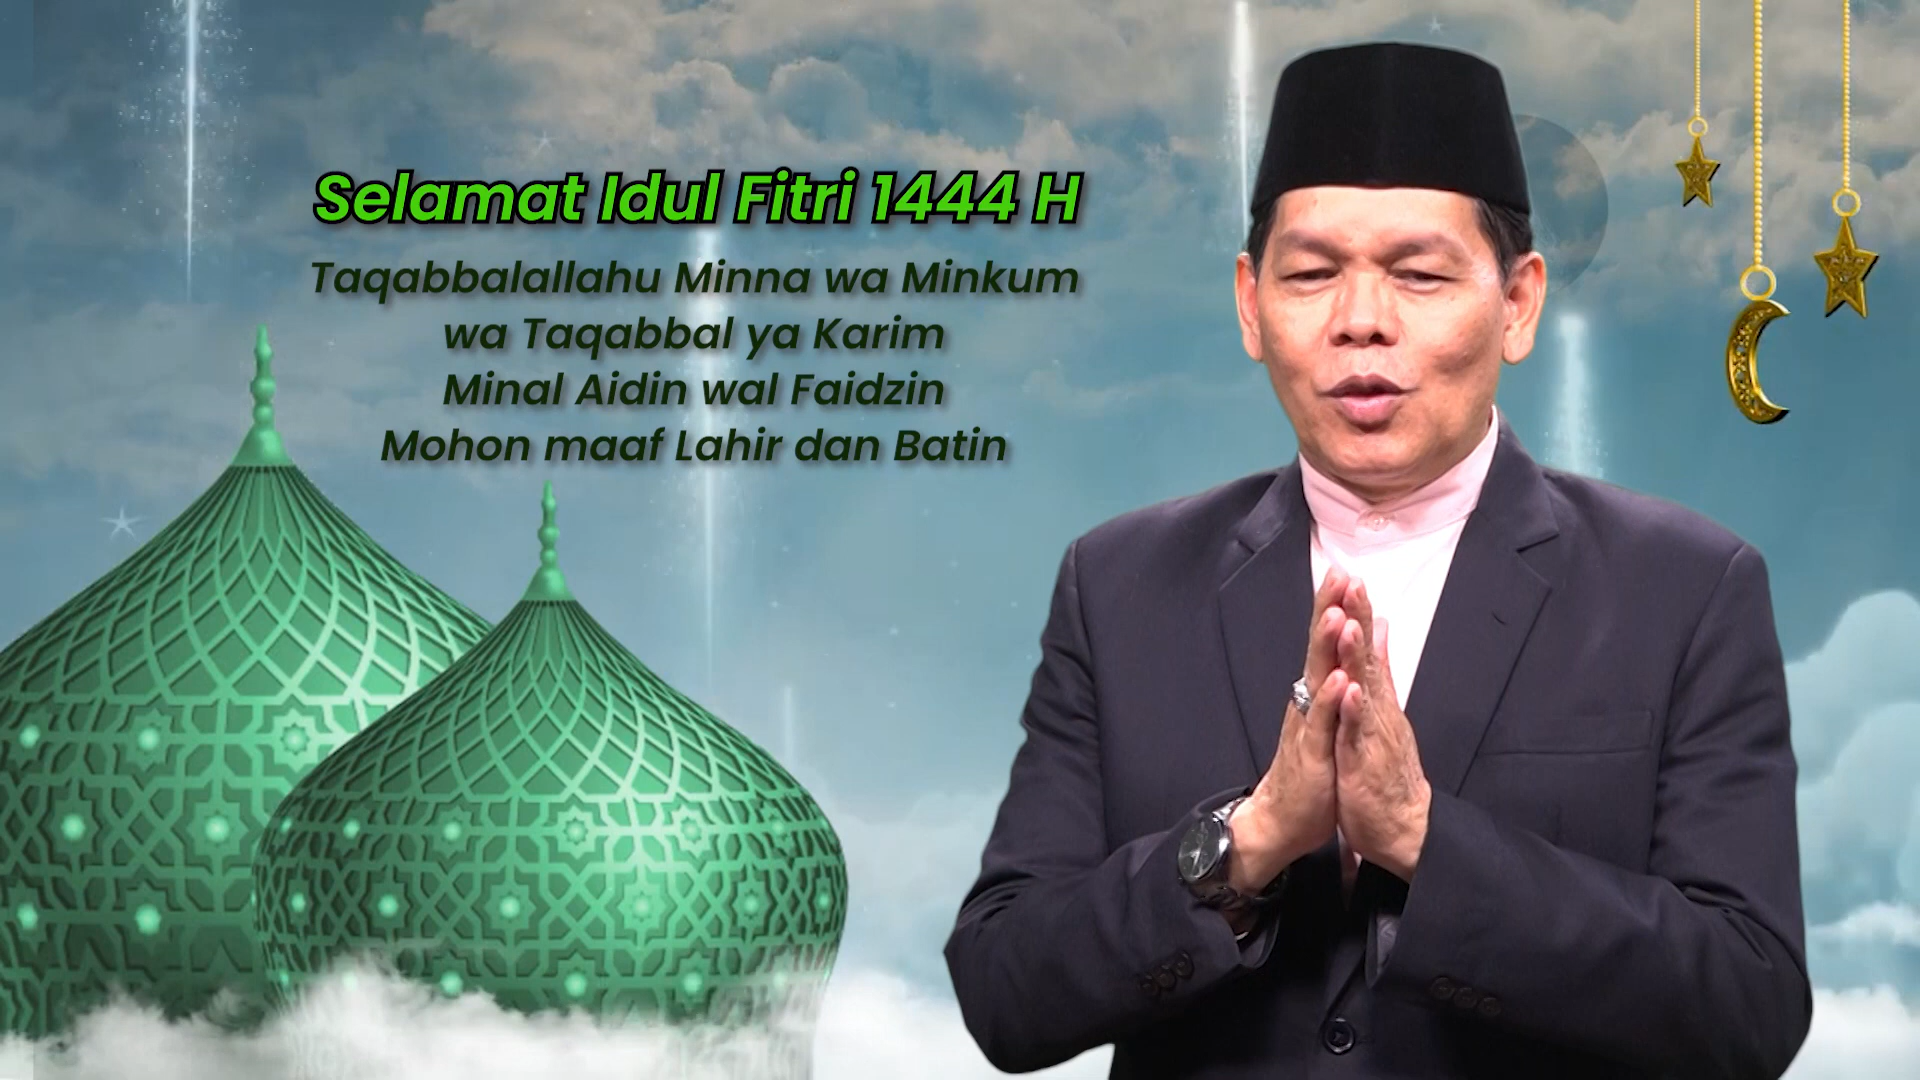 Selamat Idul Fitri 1444 H
Taqabbalallahu Minna wa Minkum
wa Taqabbal ya Karim
Minal Aidin wal Faidzin
Mohon maaf Lahir dan Batin